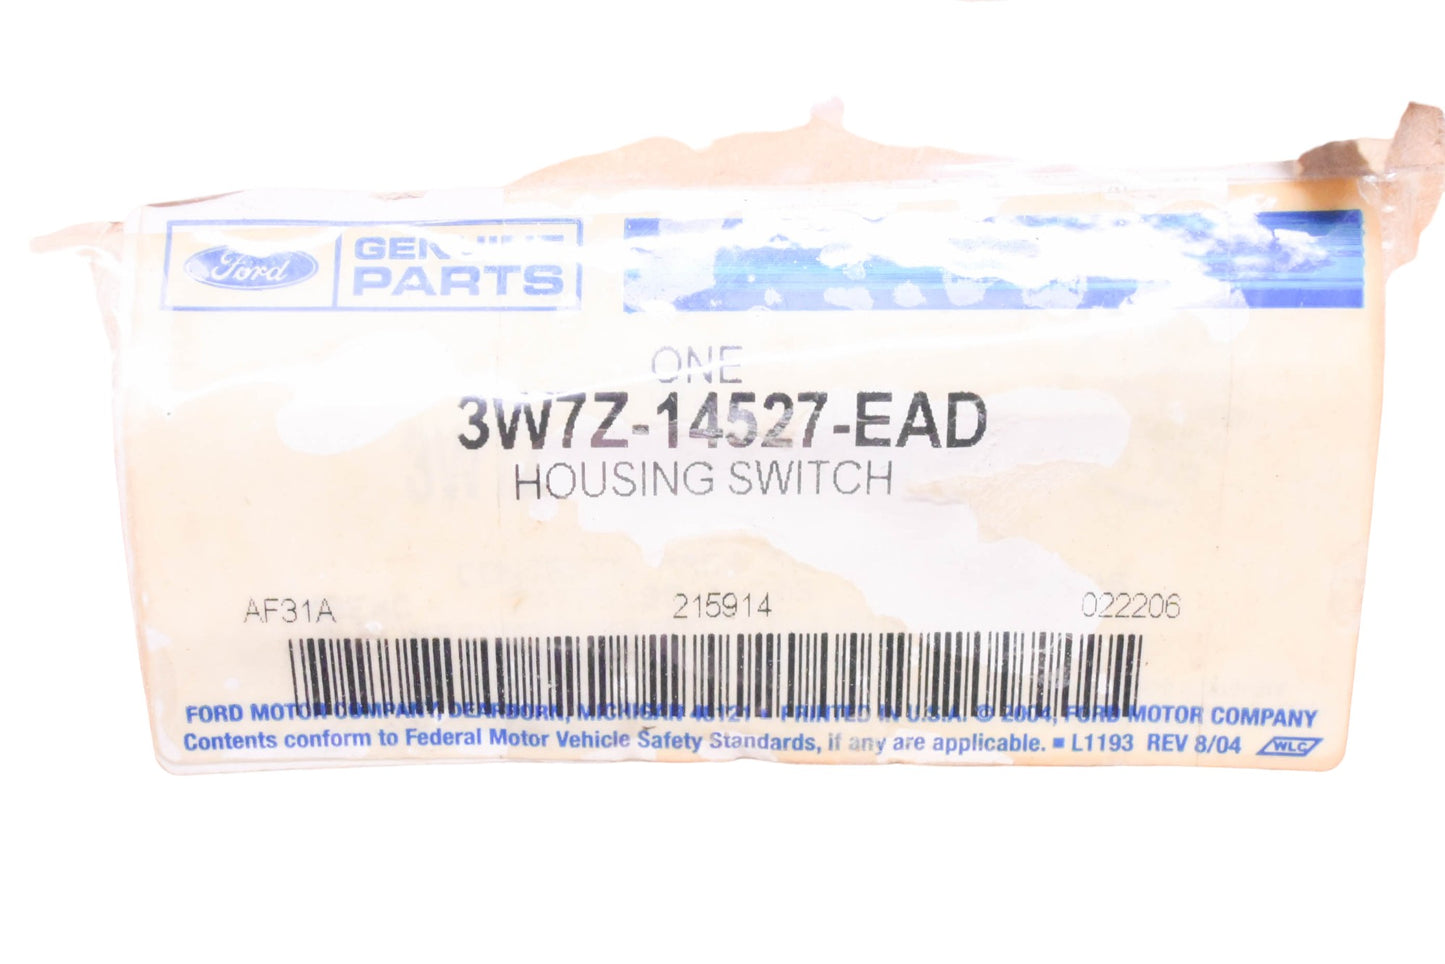 Ford
GENUINE
PARTS
ONE
3W7Z-14527-EAD
HOUSING SWITCH
AF31A 215914 022206
FORD MOTOR COMPANY, DEARBORN, MICHIGAN 48121 ▪ PRINTED IN U.S.A. © 2004, FORD MOTOR COMPANY
Contents conform to Federal Motor Vehicle Safety Standards, if any are applicable. ▪ L1193 REV 8/04 WLC